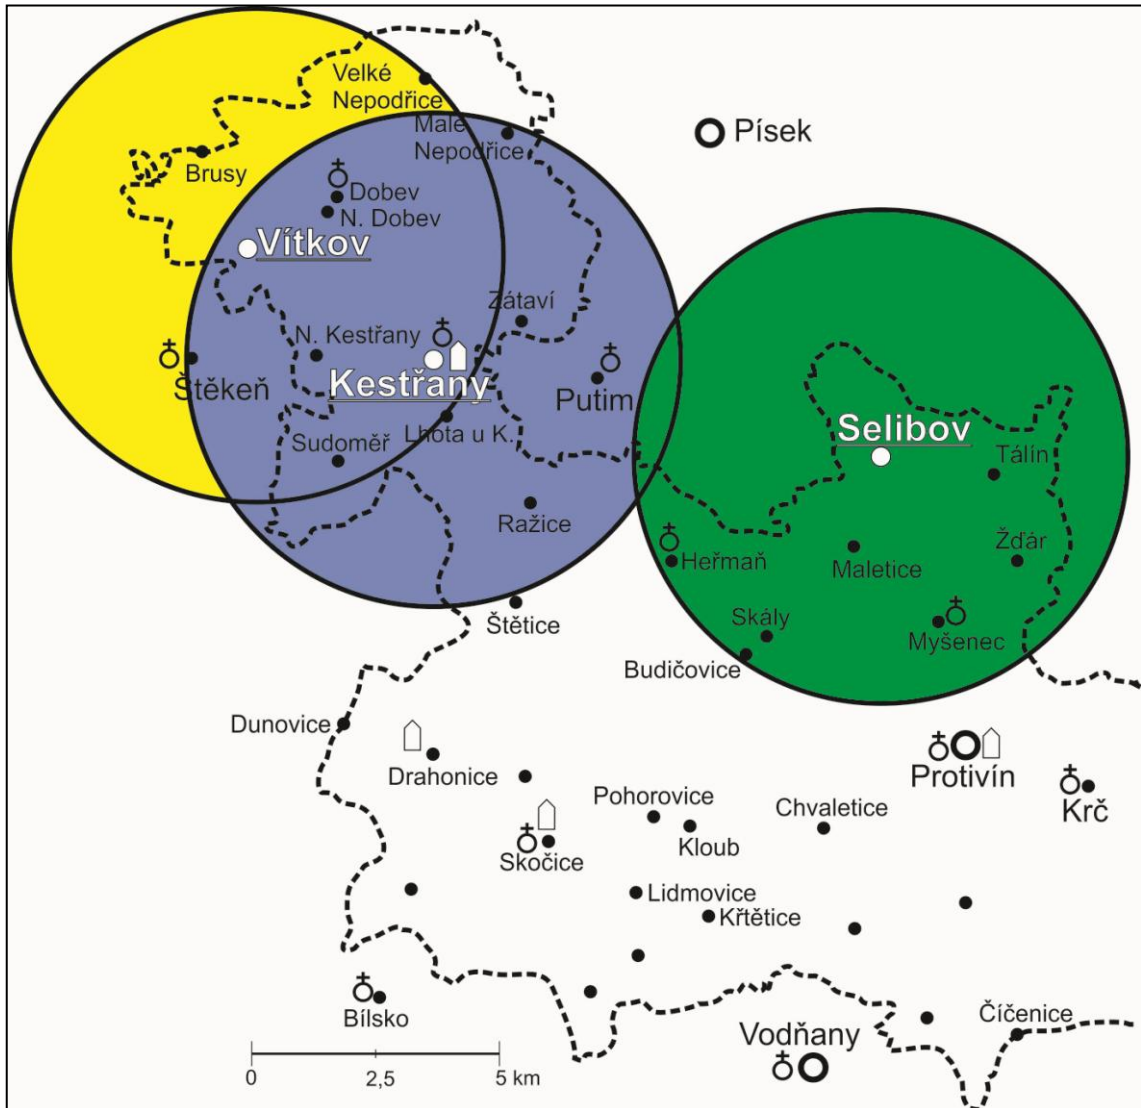 Velké
Nepodřice
Malé
Nepodřice
Písek
Brusy
Dobev
N. Dobev
Vítkov
Zátaví
N. Kestřany
Štěkeň
Kestřany
Putim
Lhota u K.
Selibov
Sudoměř
Tálín
Ražice
Heřmaň
Maletice
Žďár
Štětice
Skály
Myšenec
Budičovice
Dunovice
Drahonice
Protivín
Krč
Pohorovice
Chvaletice
Kloub
Skočice
Lidmovice
Křtětice
Bílsko
Vodňany
Číčenice
0 2,5 5 km